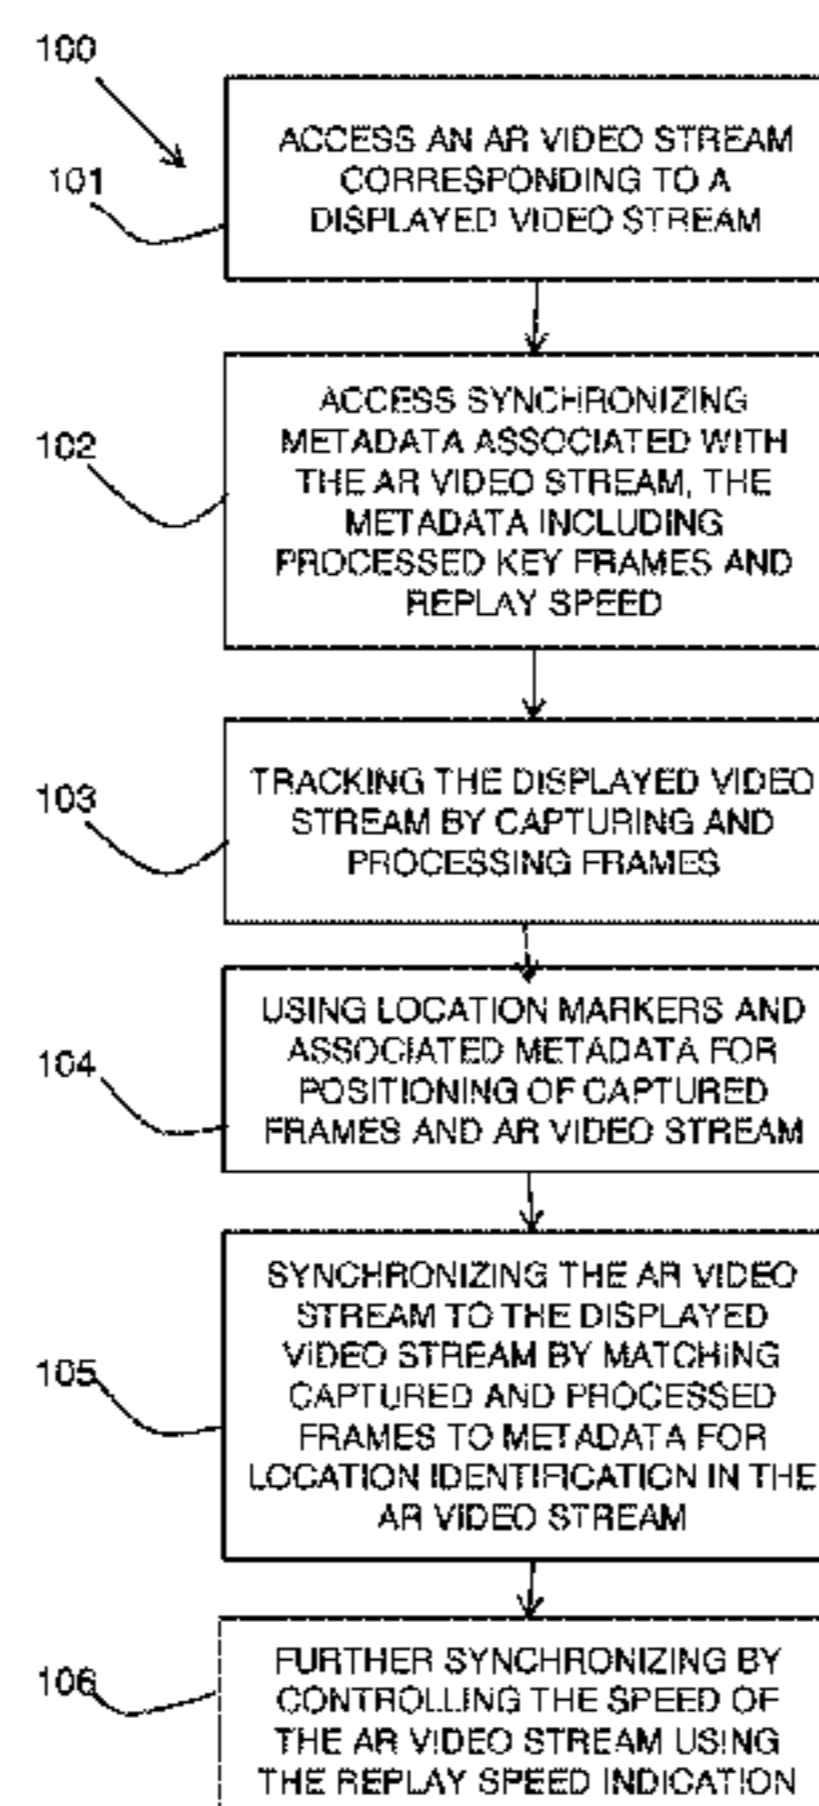 100
101
ACCESS AN AR VIDEO STREAM
CORRESPONDING TO A
DISPLAYED VIDEO STREAM
102
ACCESS SYNCHRONIZING
METADATA ASSOCIATED WITH
THE AR VIDEO STREAM, THE
METADATA INCLUDING
PROCESSED KEY FRAMES AND
REPLAY SPEED
103
TRACKING THE DISPLAYED VIDEO
STREAM BY CAPTURING AND
PROCESSING FRAMES
104
USING LOCATION MARKERS AND
ASSOCIATED METADATA FOR
POSITIONING OF CAPTURED
FRAMES AND AR VIDEO STREAM
105
SYNCHRONIZING THE AR VIDEO
STREAM TO THE DISPLAYED
VIDEO STREAM BY MATCHING
CAPTURED AND PROCESSED
FRAMES TO METADATA FOR
LOCATION IDENTIFICATION IN THE
AR VIDEO STREAM
106
FURTHER SYNCHRONIZING BY
CONTROLLING THE SPEED OF
THE AR VIDEO STREAM USING
THE REPLAY SPEED INDICATION